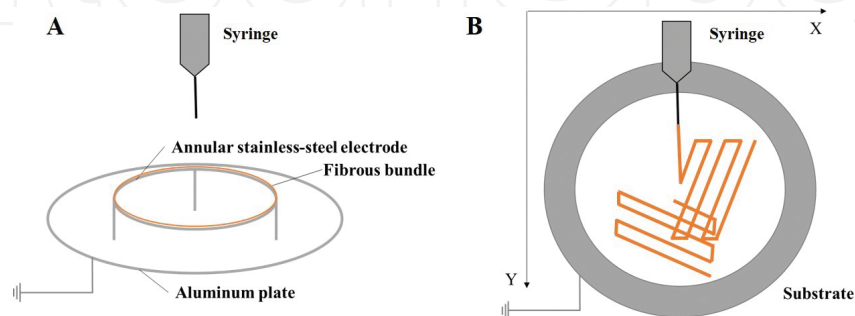 A
Syringe
Annular stainless-steel electrode
Fibrous bundle
Aluminum plate
B
X
Syringe
Y
Substrate